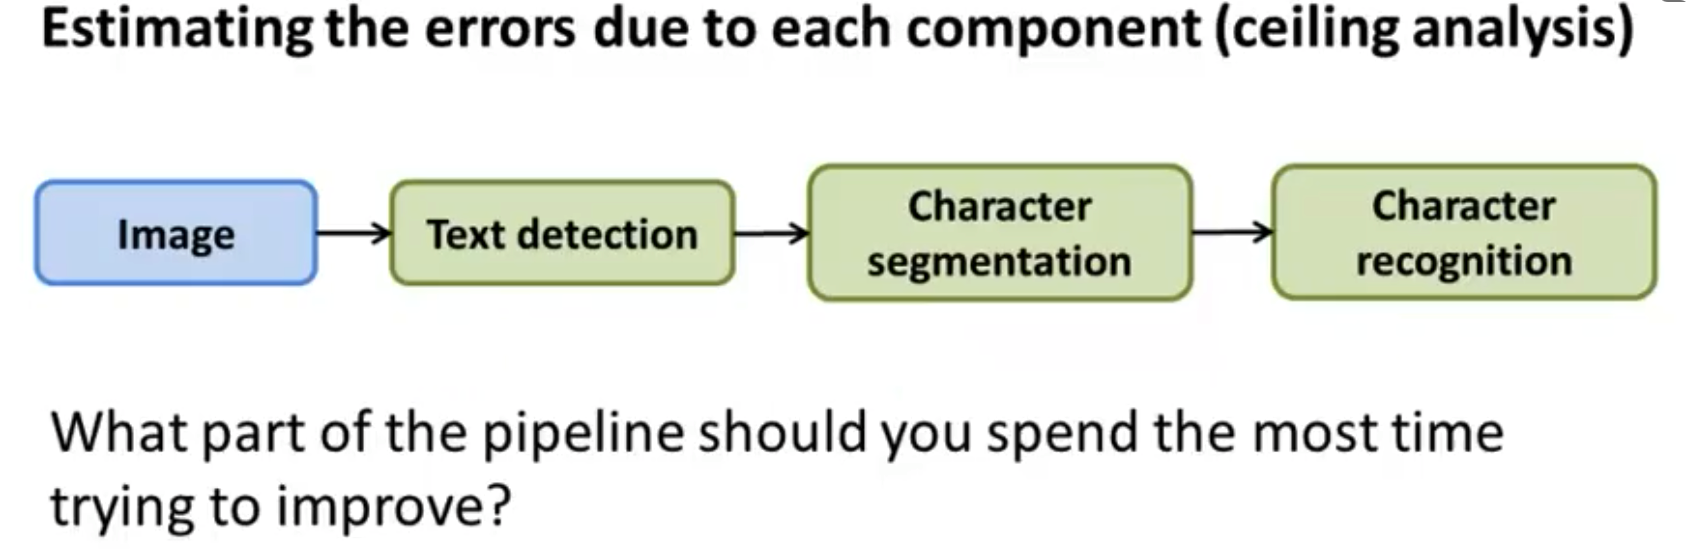 Estimating the errors due to each component (ceiling analysis)
Image
Text detection
Character
segmentation
Character
recognition
What part of the pipeline should you spend the most time
trying to improve?